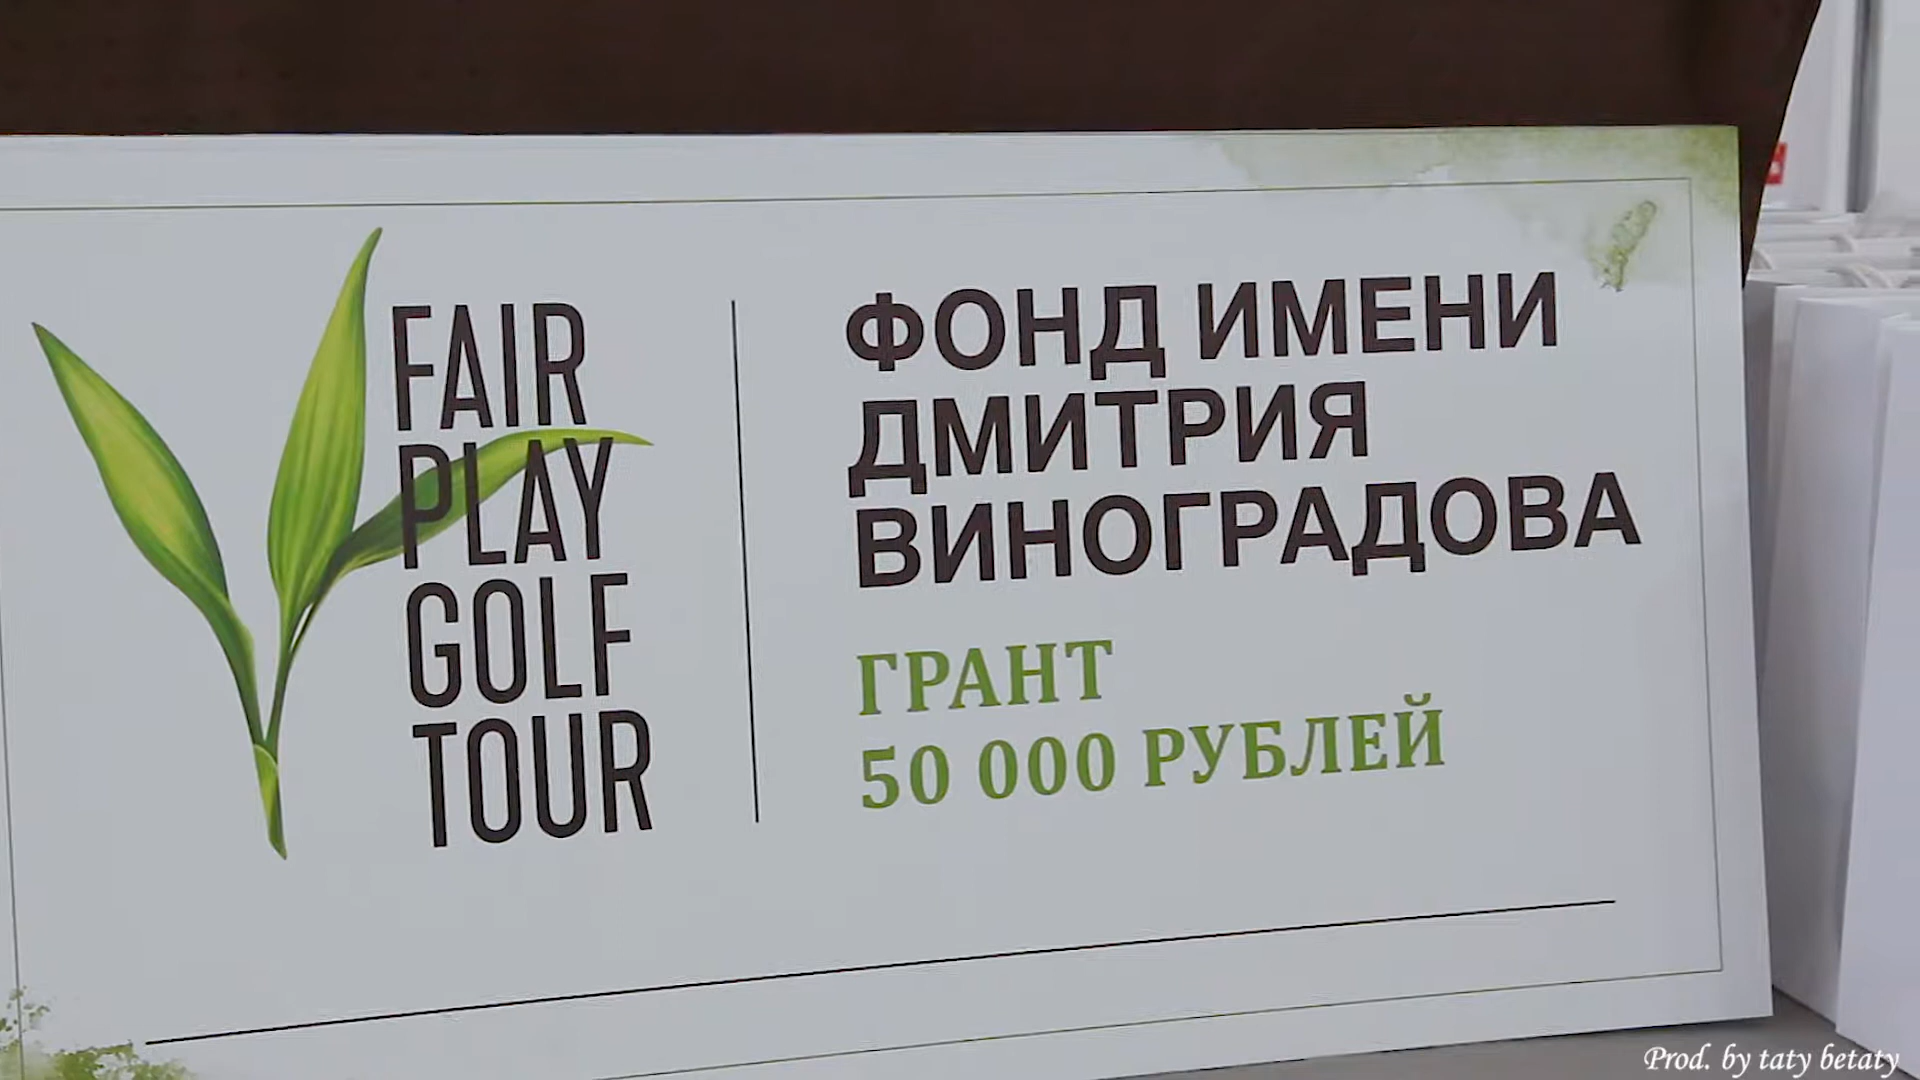 FAIR
PLAY
GOLF
TOUR
ФОНД ИМЕНИ
ДМИТРИЯ
ВИНОГРАДОВА
ГРАНТ
50 000 РУБЛЕЙ
Prod. by taty betaty